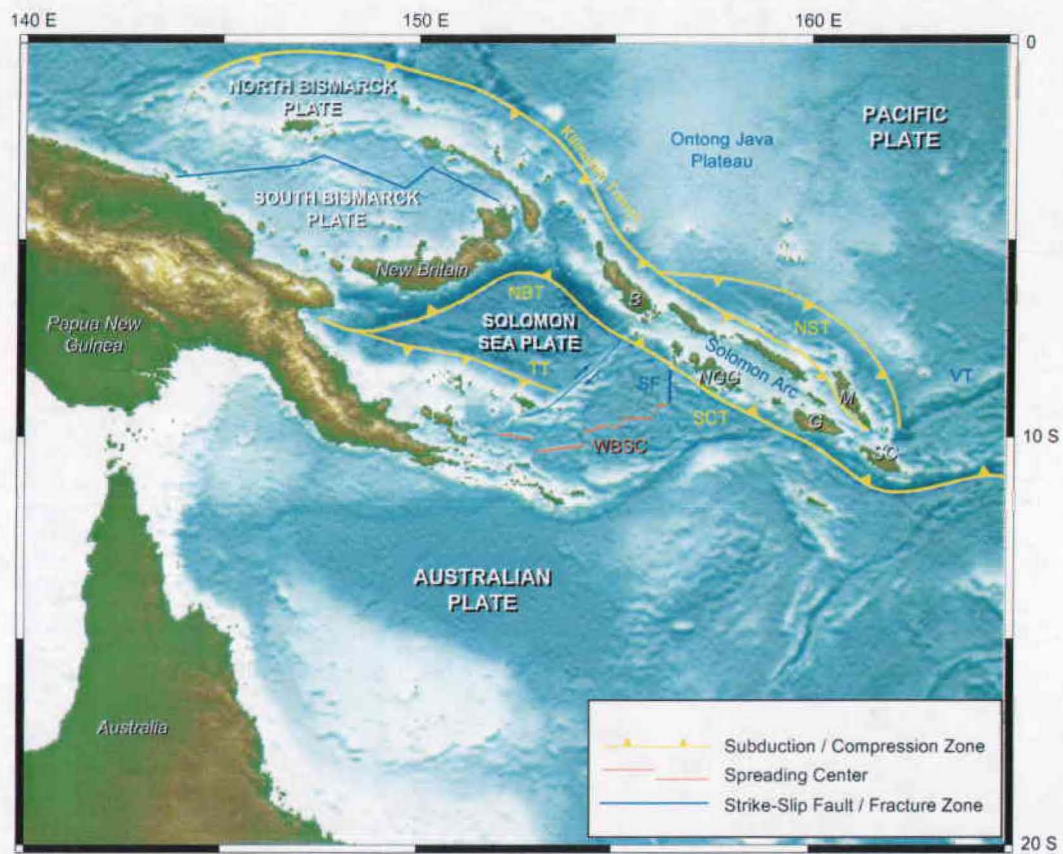 140 E
150 E
160 E
0
NORTH BISMARCK
PLATE
PACIFIC
PLATE
Ontong Java
Plateau
Kilinailau Trench
SOUTH BISMARCK
PLATE
New Britain
NBT
B
NST
Papua New
Guinea
SOLOMON
SEA PLATE
TT
Solomon Arc
SF
NGG
M
VT
SCT
G
10 S
WBSC
SC
AUSTRALIAN
PLATE
Australia
Subduction / Compression Zone
Spreading Center
Strike-Slip Fault / Fracture Zone
20 S